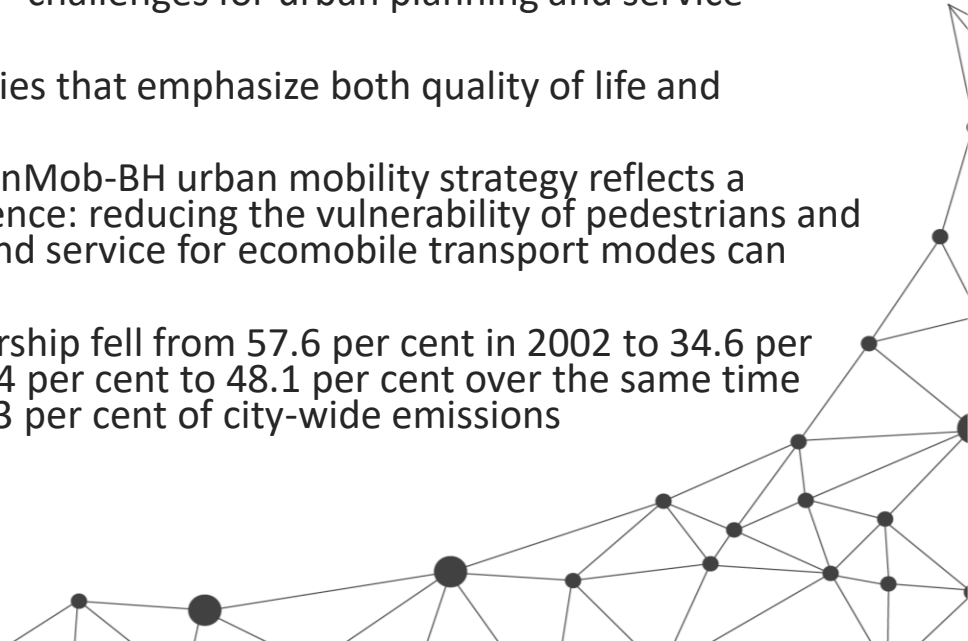 challenges for urban planning and service
ies that emphasize both quality of life and
nMob-BH urban mobility strategy reflects a
ence: reducing the vulnerability of pedestrians and
nd service for ecomobile transport modes can
rship fell from 57.6 per cent in 2002 to 34.6 per
4 per cent to 48.1 per cent over the same time
3 per cent of city-wide emissions